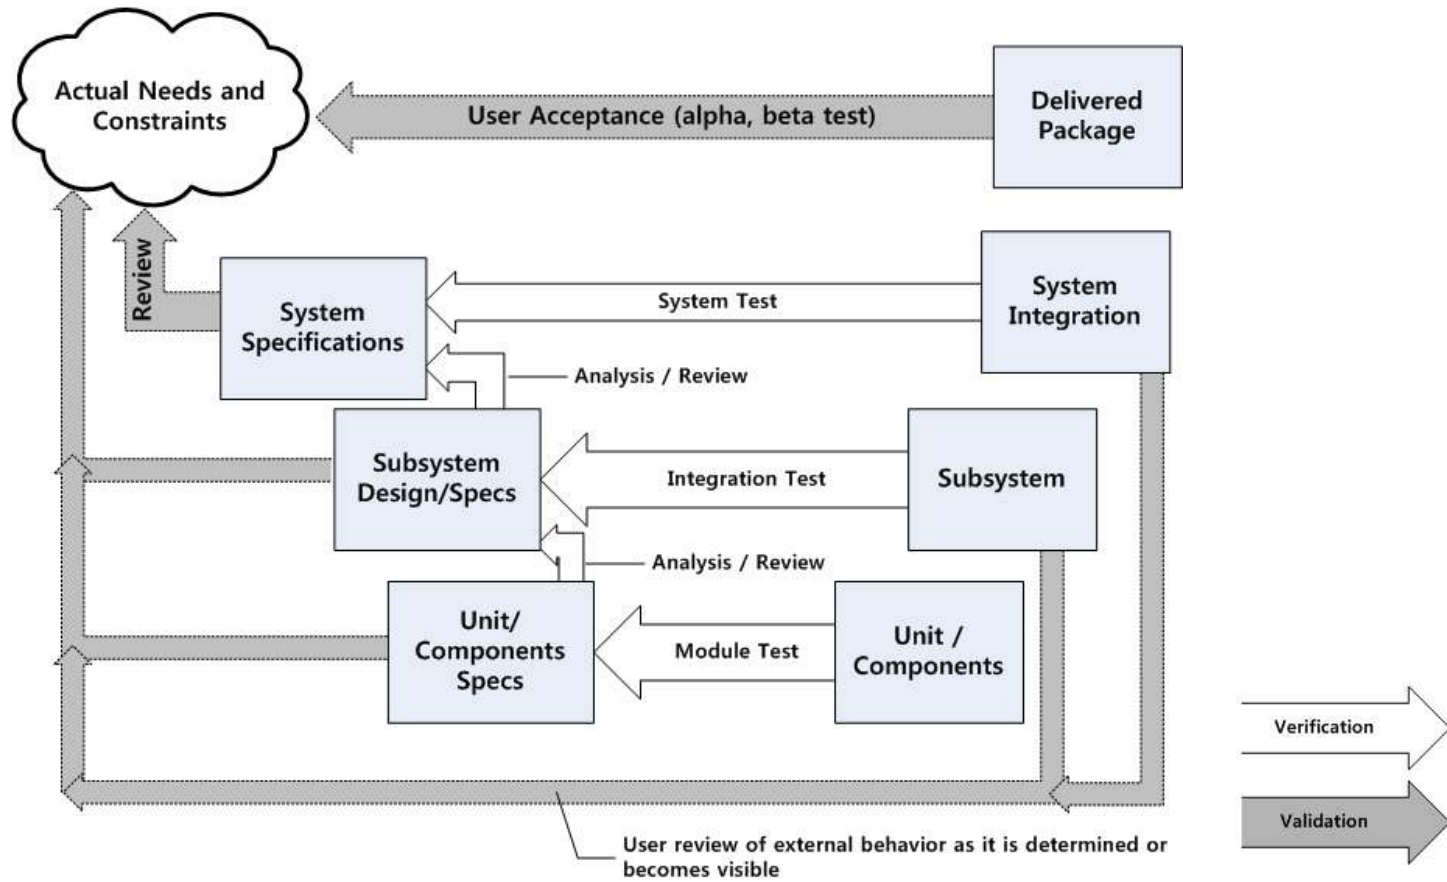 Actual Needs and
Constraints
User Acceptance (alpha, beta test)
Delivered
Package
Review
System
Specifications
System Test
System
Integration
Analysis / Review
Subsystem
Design/Specs
Integration Test
Subsystem
Analysis / Review
Unit/
Components
Specs
Module Test
Unit /
Components
Verification
Validation
User review of external behavior as it is determined or
becomes visible